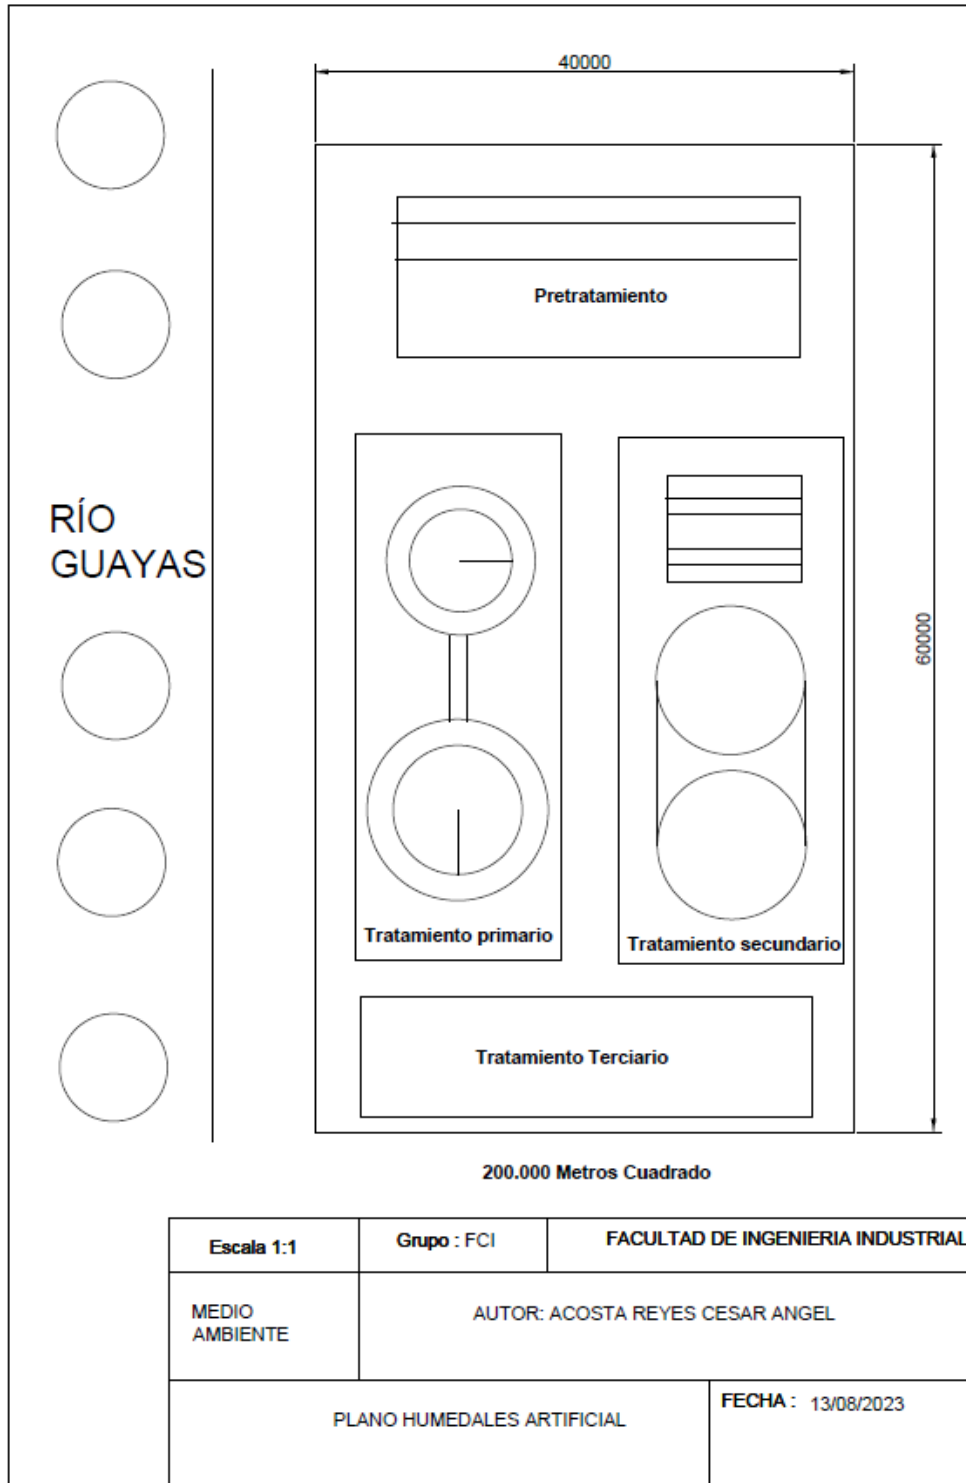 40000
Pretratamiento
RÍO
GUAYAS
60000
Tratamiento primario
Tratamiento secundario
Tratamiento Terciario
200.000 Metros Cuadrado
Escala 1:1
Grupo : FCI
FACULTAD DE INGENIERIA INDUSTRIAL
MEDIO
AMBIENTE
AUTOR: ACOSTA REYES CESAR ANGEL
PLANO HUMEDALES ARTIFICIAL
FECHA : 13/08/2023